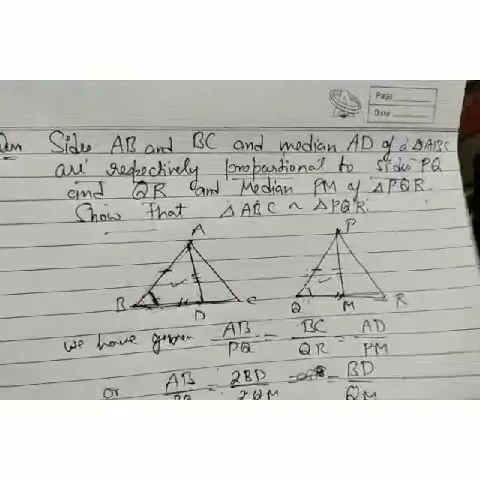 Page
Date
Qn Sides AB and BC and median AD of a ΔABC
are respectively proportional to sides PQ
and QR and Median PM of ΔPQR.
Show that ΔABC ~ ΔPQR.
A P
B D C Q M R
we have given AB/PQ = BC/QR = AD/PM
or AB/PQ = 2BD/2QM = BD/QM